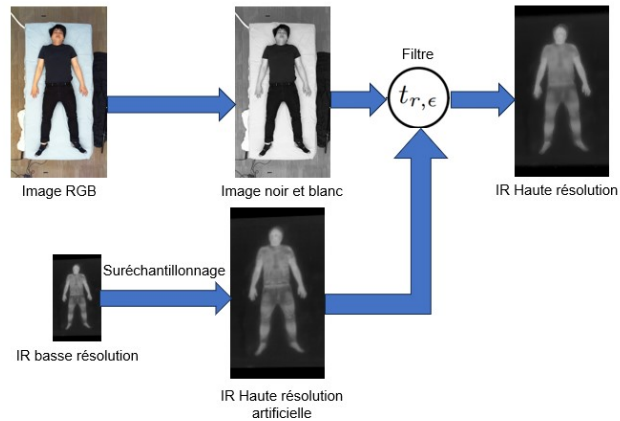 Filtre
t_{r,ϵ}
Image RGB
Image noir et blanc
IR Haute résolution
Suréchantillonnage
IR basse résolution
IR Haute résolution
artificielle